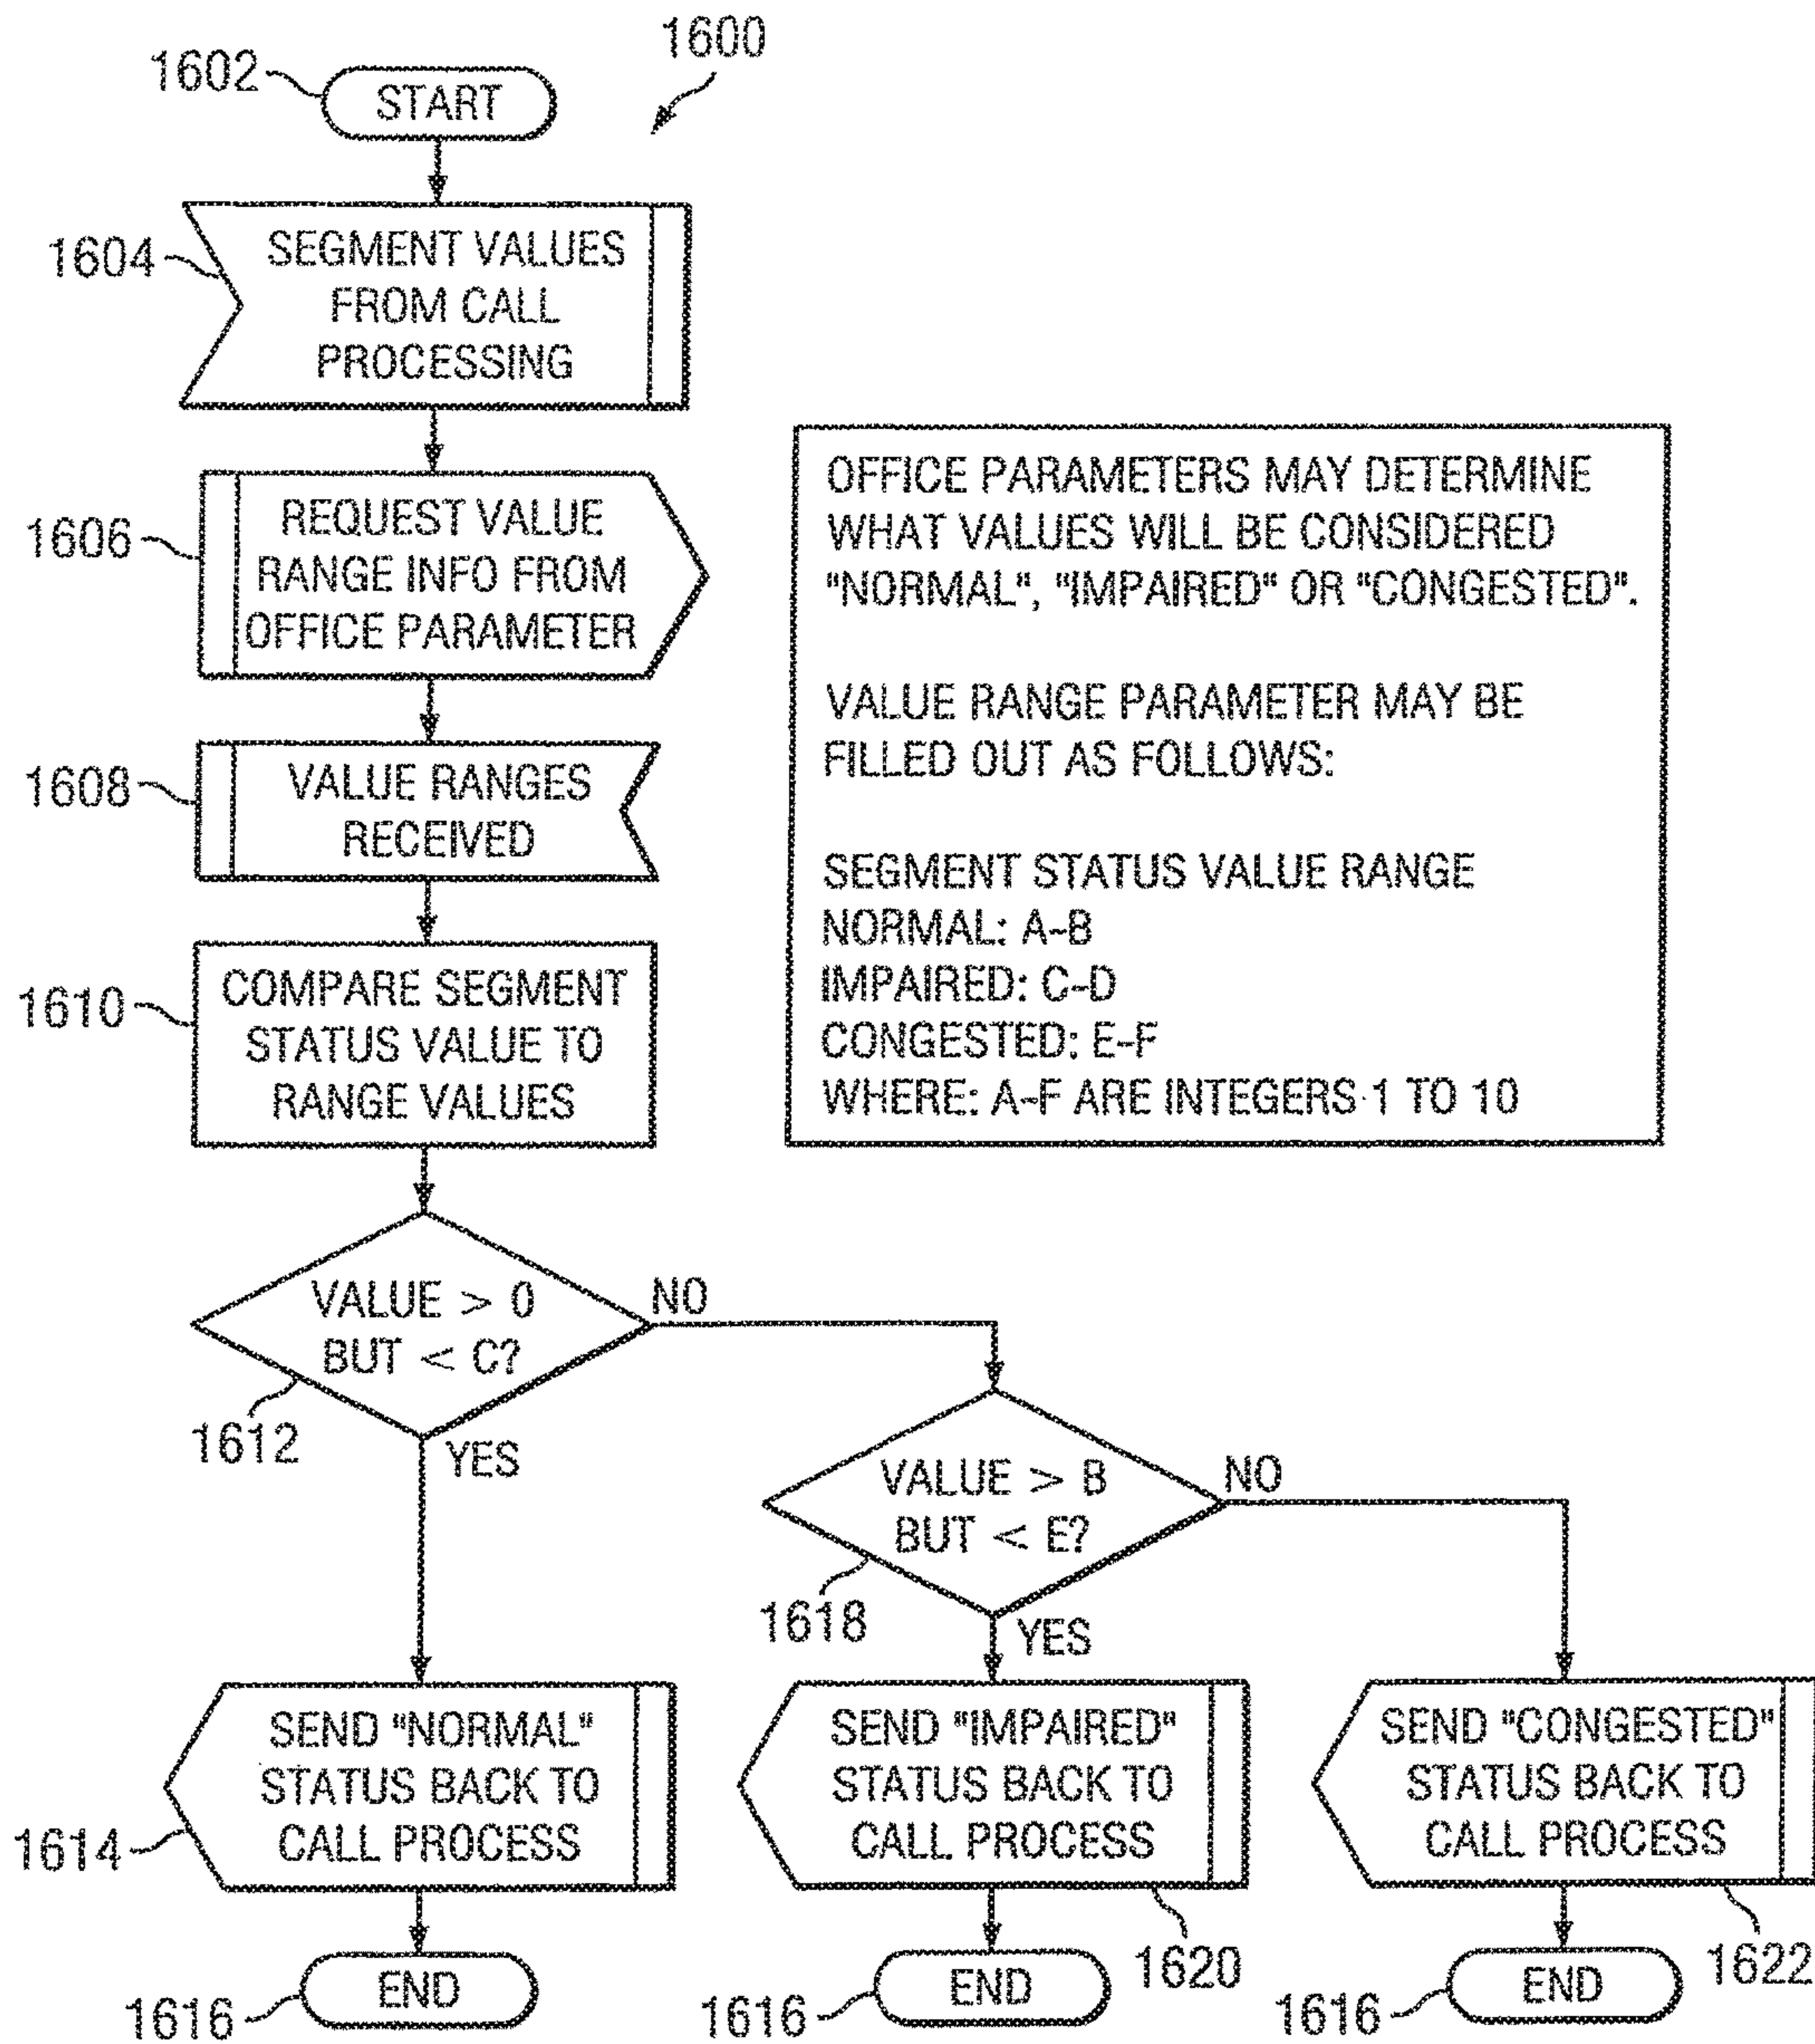 1600
1602
START
1604
SEGMENT VALUES
FROM CALL
PROCESSING
1606
REQUEST VALUE
RANGE INFO FROM
OFFICE PARAMETER
1608
VALUE RANGES
RECEIVED
1610
COMPARE SEGMENT
STATUS VALUE TO
RANGE VALUES
OFFICE PARAMETERS MAY DETERMINE
WHAT VALUES WILL BE CONSIDERED
"NORMAL", "IMPAIRED" OR "CONGESTED".
VALUE RANGE PARAMETER MAY BE
FILLED OUT AS FOLLOWS:
SEGMENT STATUS VALUE RANGE
NORMAL: A-B
IMPAIRED: C-D
CONGESTED: E-F
WHERE: A-F ARE INTEGERS 1 TO 10
VALUE > 0
BUT < C?
NO
1612
YES
VALUE > B
BUT < E?
NO
1618
YES
SEND "NORMAL"
STATUS BACK TO
CALL PROCESS
1614
SEND "IMPAIRED"
STATUS BACK TO
CALL PROCESS
1620
SEND "CONGESTED"
STATUS BACK TO
CALL PROCESS
1622
END
1616
END
1616
END
1616